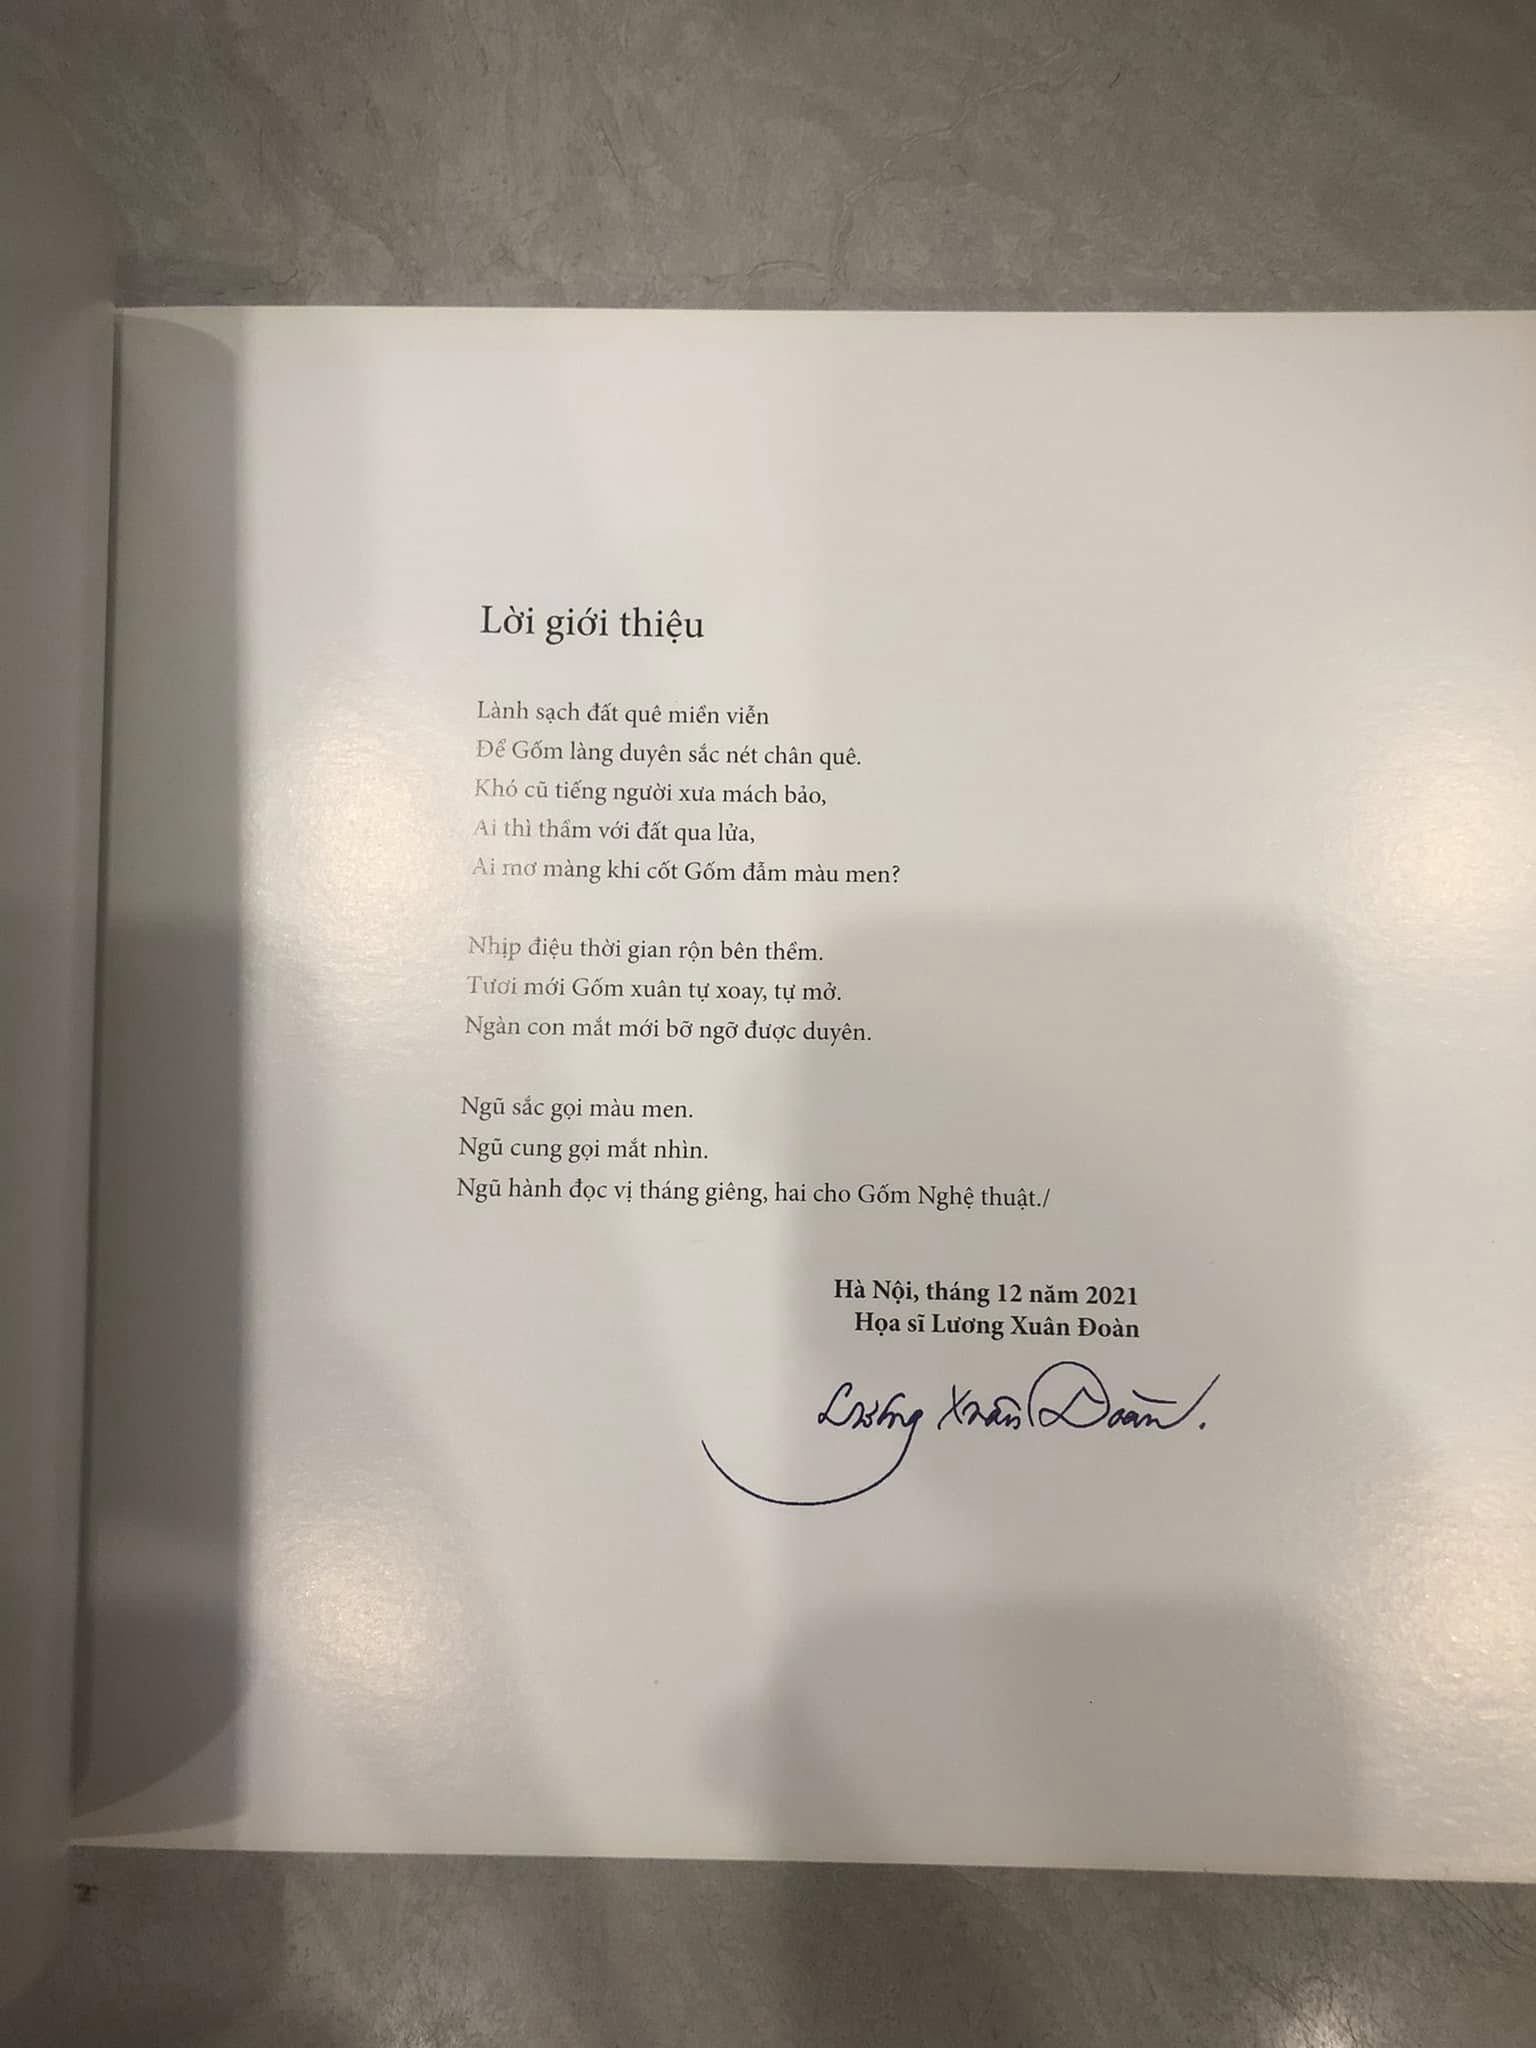 Lời giới thiệu
Lành sạch đất quê miền viễn
Để Gốm làng duyên sắc nét chân quê.
Khó cũ tiếng người xưa mách bảo,
Ai thì thầm với đất qua lửa,
Ai mơ màng khi cốt Gốm đẫm màu men?
Nhịp điệu thời gian rộn bên thềm.
Tươi mới Gốm xuân tự xoay, tự mở.
Ngàn con mắt mới bỡ ngỡ được duyên.
Ngũ sắc gọi màu men.
Ngũ cung gọi mắt nhìn.
Ngũ hành đọc vị tháng giêng, hai cho Gốm Nghệ thuật./
Hà Nội, tháng 12 năm 2021
Họa sĩ Lương Xuân Đoàn
Lương Xuân Đoàn.